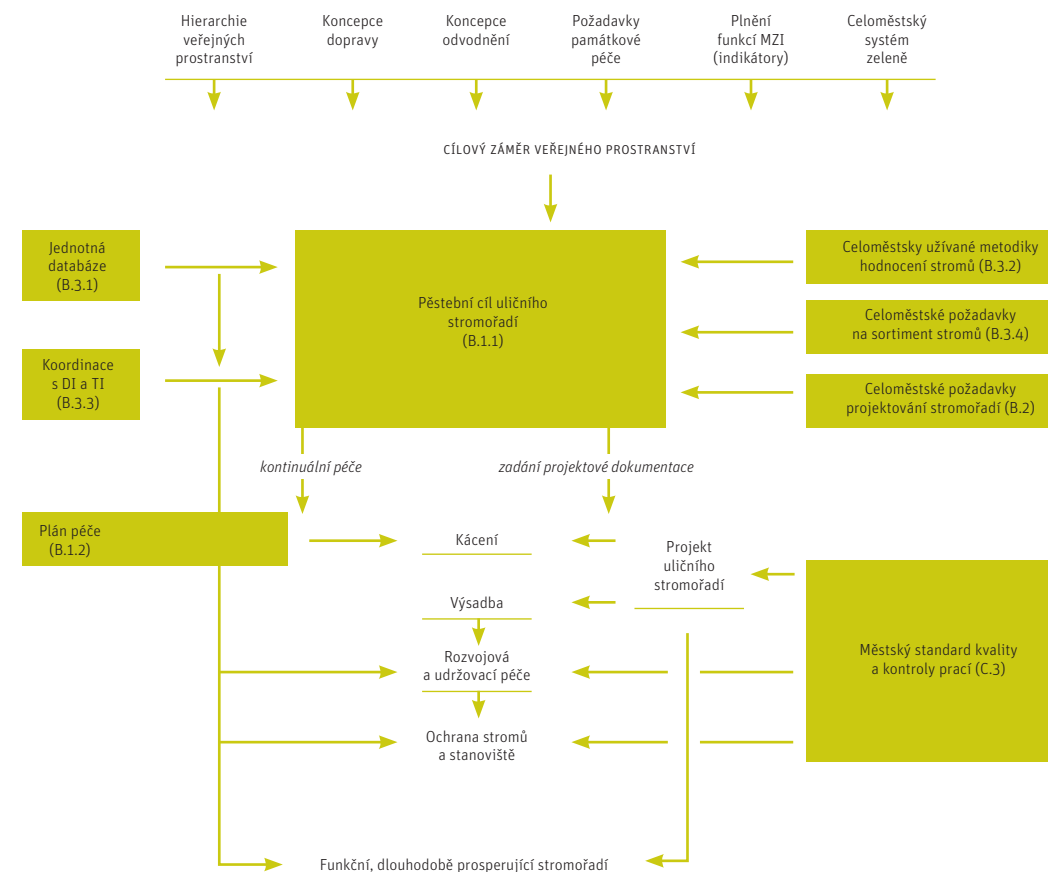 Hierarchie
veřejných
prostranství
Koncepce
dopravy
Koncepce
odvodnění
Požadavky
památkové
péče
Plnění
funkcí MZI
(indikátory)
Celoměstský
systém
zeleně
CÍLOVÝ ZÁMĚR VEŘEJNÉHO PROSTRANSTVÍ
Jednotná
databáze
(B.3.1)
Koordinace
s DI a TI
(B.3.3)
Pěstební cíl uličního
stromořadí
(B.1.1)
Celoměstsky užívané metodiky
hodnocení stromů (B.3.2)
Celoměstské požadavky
na sortiment stromů (B.3.4)
Celoměstské požadavky
projektování stromořadí (B.2)
kontinuální péče
zadání projektové dokumentace
Plán péče
(B.1.2)
Kácení
Výsadba
Rozvojová
a udržovací péče
Ochrana stromů
a stanoviště
Projekt
uličního
stromořadí
Městský standard kvality
a kontroly prací (C.3)
Funkční, dlouhodobě prosperující stromořadí